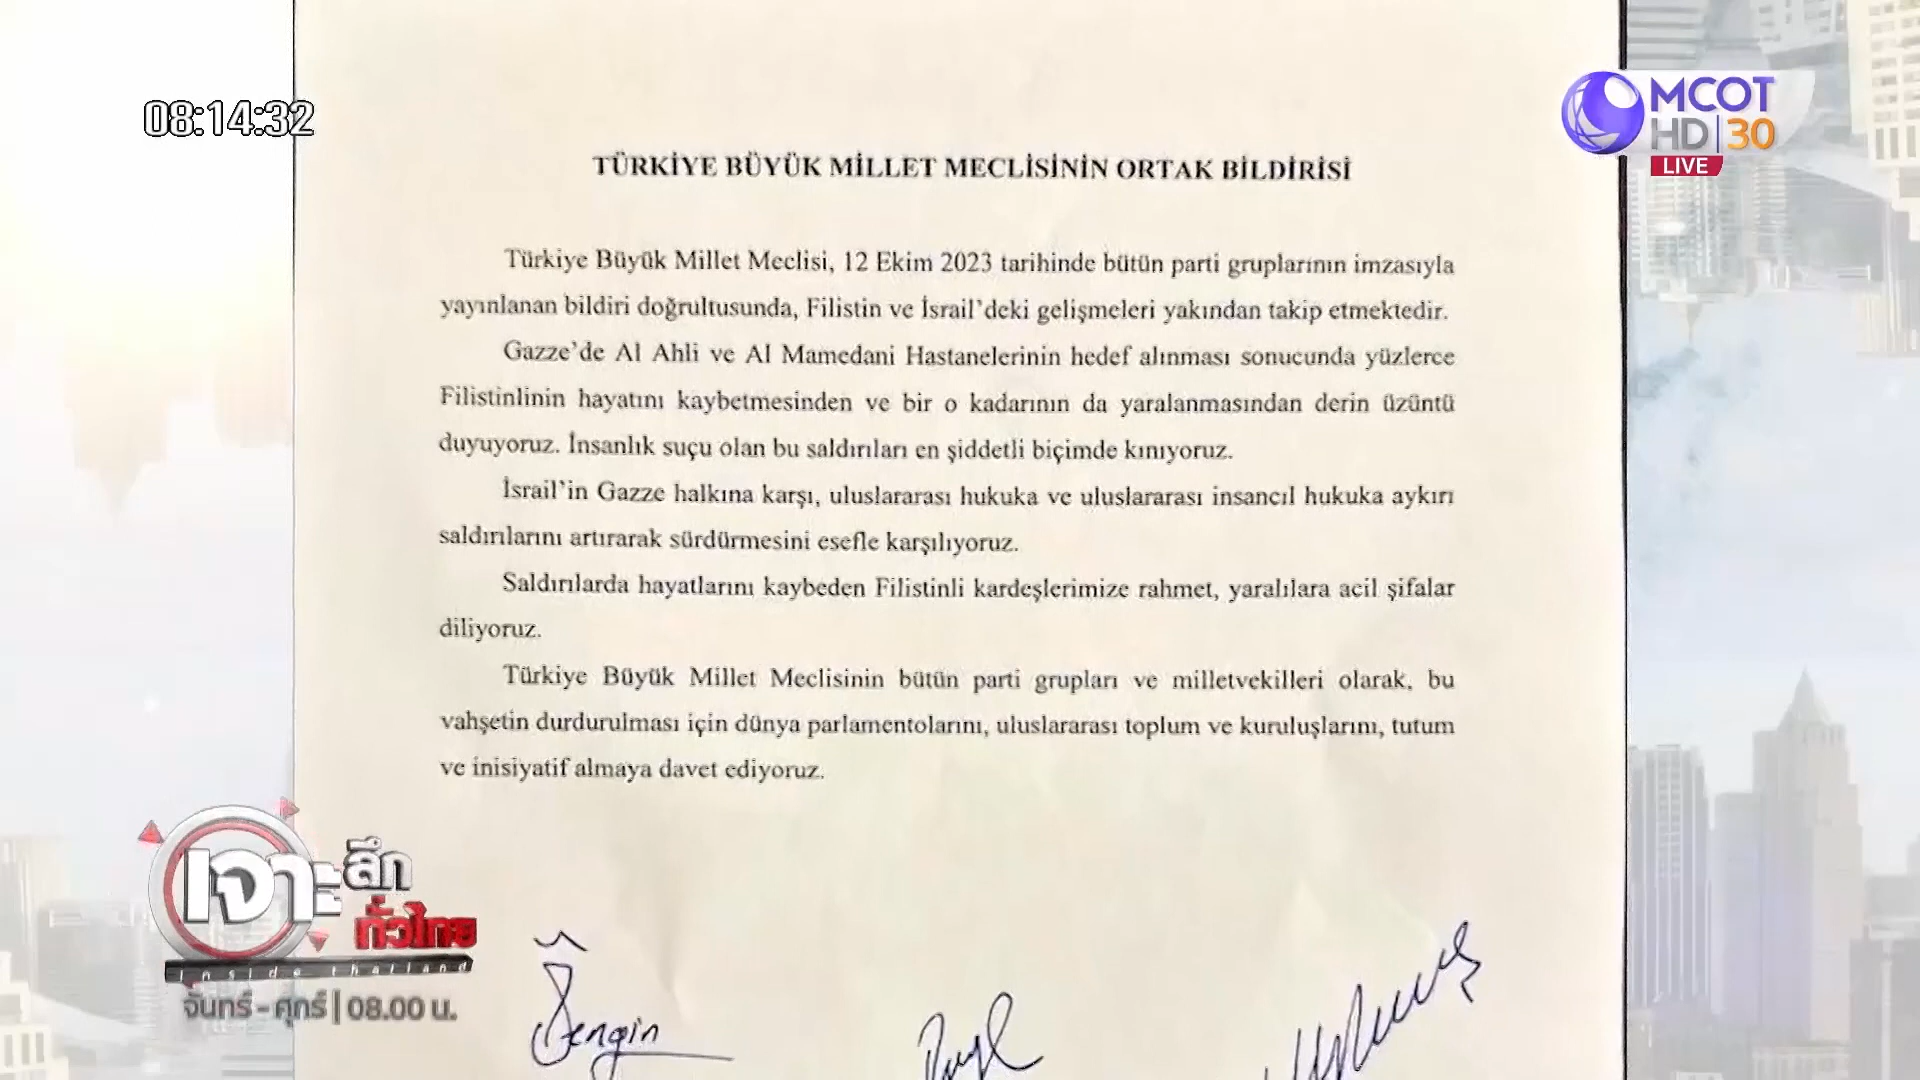 08:14:32
MCOT
HD|30
LIVE
TÜRKİYE BÜYÜK MİLLET MECLİSİNİN ORTAK BİLDİRİSİ
Türkiye Büyük Millet Meclisi, 12 Ekim 2023 tarihinde bütün parti gruplarının imzasıyla
yayınlanan bildiri doğrultusunda, Filistin ve İsrail’deki gelişmeleri yakından takip etmektedir.
Gazze’de Al Ahli ve Al Mamedani Hastanelerinin hedef alınması sonucunda yüzlerce
Filistinlinin hayatını kaybetmesinden ve bir o kadarının da yaralanmasından derin üzüntü
duyuyoruz. İnsanlık suçu olan bu saldırıları en şiddetli biçimde kınıyoruz.
İsrail’in Gazze halkına karşı, uluslararası hukuka ve uluslararası insancıl hukuka aykırı
saldırılarını artırarak sürdürmesini esefle karşılıyoruz.
Saldırılarda hayatlarını kaybeden Filistinli kardeşlerimize rahmet, yaralılara acil şifalar
diliyoruz.
Türkiye Büyük Millet Meclisinin bütün parti grupları ve milletvekilleri olarak, bu
vahşetin durdurulması için dünya parlamentolarını, uluslararası toplum ve kuruluşlarını, tutum
ve inisiyatif almaya davet ediyoruz.
เจาะลึก
ทั่วไทย
inside thailand
จันทร์ - ศุกร์ | 08.00 น.